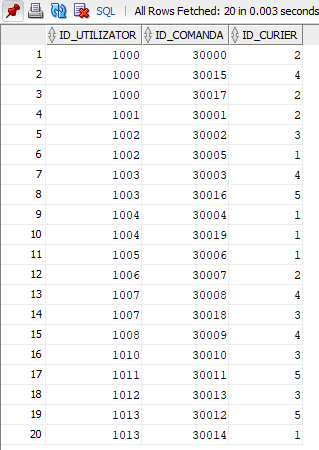 SQL | All Rows Fetched: 20 in 0.003 seconds
ID_UTILIZATOR ID_COMANDA ID_CURIER
1 1000 30000 2
2 1000 30015 4
3 1000 30017 2
4 1001 30001 2
5 1002 30002 3
6 1002 30005 1
7 1003 30003 4
8 1003 30016 5
9 1004 30004 1
10 1004 30019 1
11 1005 30006 1
12 1006 30007 2
13 1007 30008 4
14 1007 30018 3
15 1008 30009 4
16 1010 30010 3
17 1011 30011 5
18 1012 30013 3
19 1013 30012 5
20 1013 30014 1